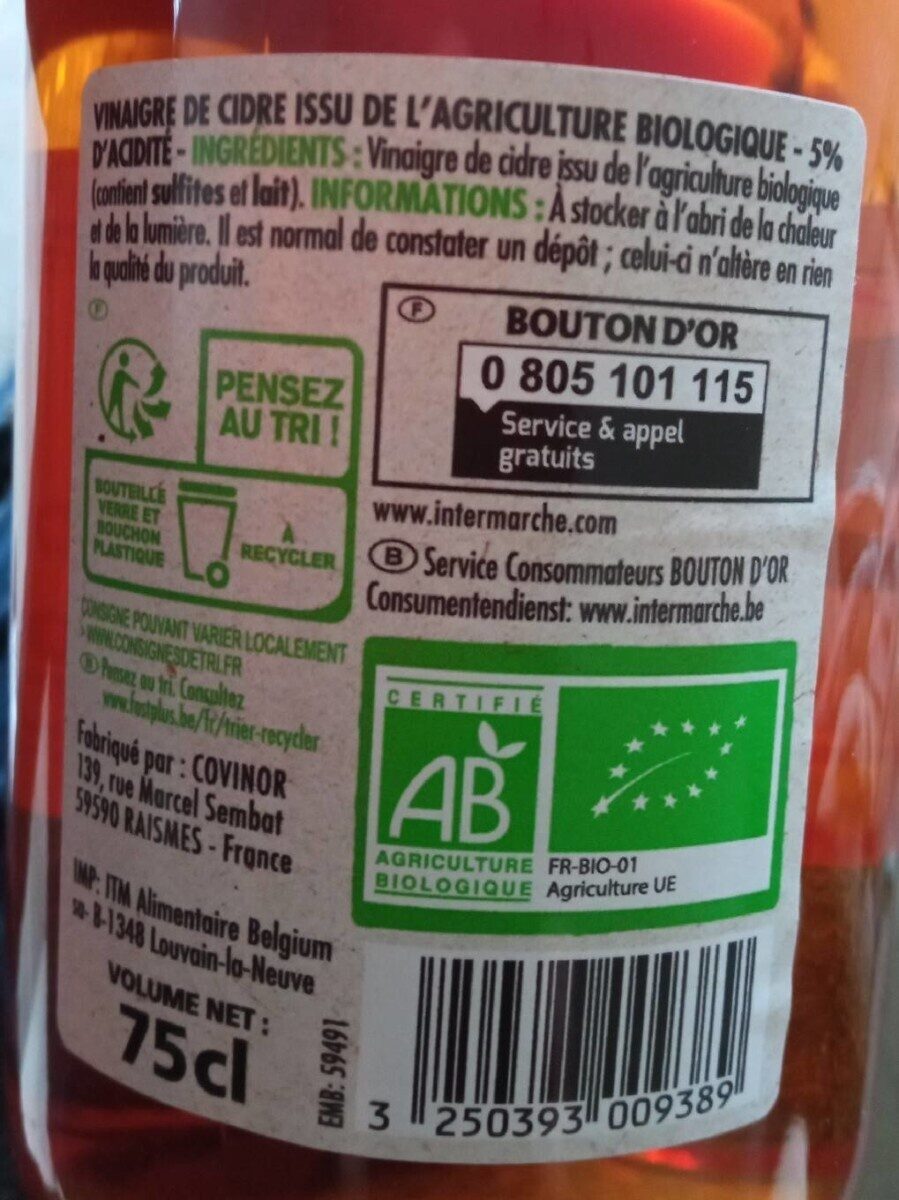 VINAIGRE DE CIDRE ISSU DE L'AGRICULTURE BIOLOGIQUE - 5%
D'ACIDITÉ - INGRÉDIENTS : Vinaigre de cidre issu de l'agriculture biologique
(contient sulfites et lait). INFORMATIONS : À stocker à l'abri de la chaleur
et de la lumière. Il est normal de constater un dépôt ; celui-ci n'altère en rien
la qualité du produit.
F
PENSEZ
AU TRI !
BOUTEILLE
VERRE ET
BOUCHON
PLASTIQUE
À
RECYCLER
CONSIGNE POUVANT VARIER LOCALEMENT
> WWW.CONSIGNESDETRI.FR
B Pensez au tri. Consultez
www.fostplus.be/fr/trier-recycler
Fabriqué par : COVINOR
139, rue Marcel Sembat
59590 RAISMES - France
IMP: ITM Alimentaire Belgium
sa- B-1348 Louvain-la-Neuve
VOLUME NET :
75cl
EMB: 59491
F
BOUTON D'OR
0 805 101 115
Service & appel
gratuits
www.intermarche.com
B Service Consommateurs BOUTON D'OR
Consumentendienst: www.intermarche.be
CERTIFIÉ
AB
AGRICULTURE
BIOLOGIQUE
FR-BIO-01
Agriculture UE
3 250393 009389